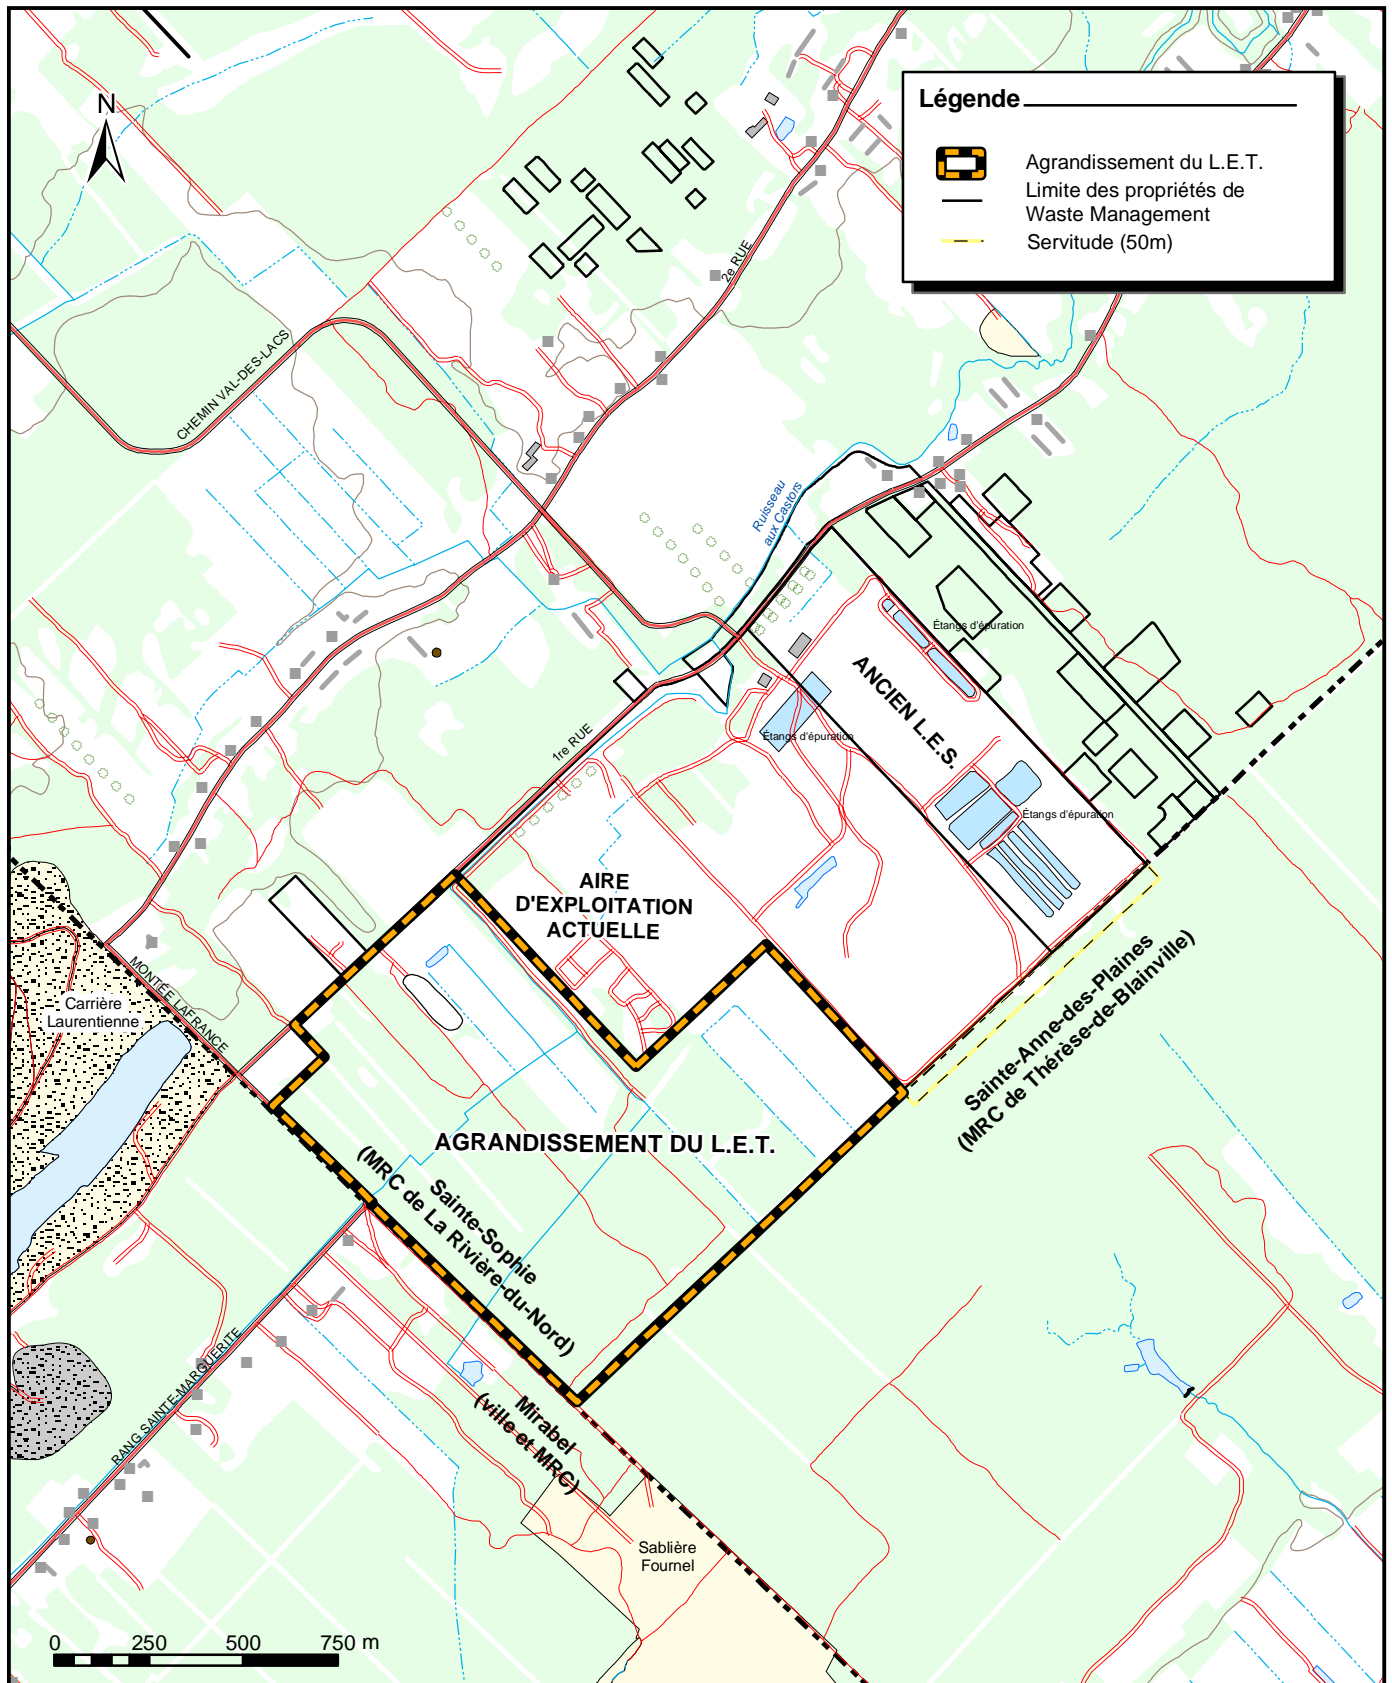 N
Légende
Agrandissement du L.E.T.
Limite des propriétés de
Waste Management
Servitude (50m)
2e RUE
CHEMIN VAL-DES-LACS
Ruisseau
aux Castors
Étangs d'épuration
ANCIEN L.E.S.
Étangs d'épuration
1re RUE
Étangs d'épuration
AIRE
D'EXPLOITATION
ACTUELLE
MONTÉE LAFRANCE
Carrière
Laurentienne
Sainte-Anne-des-Plaines
(MRC de Thérèse-de-Blainville)
AGRANDISSEMENT DU L.E.T.
Sainte-Sophie
(MRC de La Rivière-du-Nord)
RANG SAINTE-MARGUERITE
Mirabel
(ville et MRC)
Sablière
Fournel
0 250 500 750 m